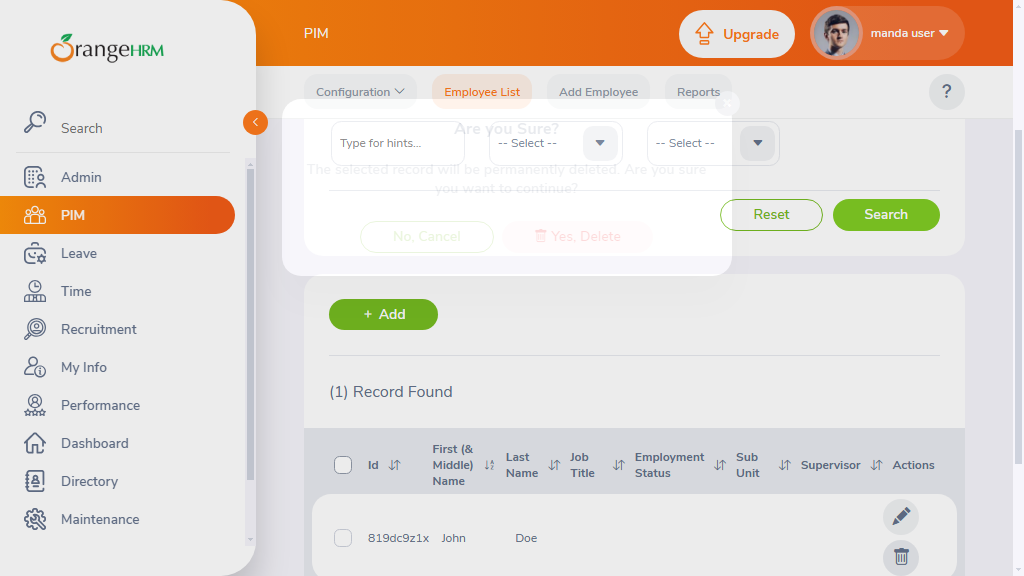 OrangeHRM
PIM
Upgrade
manda user
Search
Admin
PIM
Leave
Time
Recruitment
My Info
Performance
Dashboard
Directory
Maintenance
Configuration
Employee List
Add Employee
Reports
?
×
Are you Sure?
Type for hints...
-- Select --
-- Select --
The selected record will be permanently deleted. Are you sure
you want to continue?
No, Cancel
Yes, Delete
Reset
Search
+ Add
(1) Record Found
Id
First (&
Middle)
Name
Last
Name
Job
Title
Employment
Status
Sub
Unit
Supervisor
Actions
819dc9z1x
John
Doe